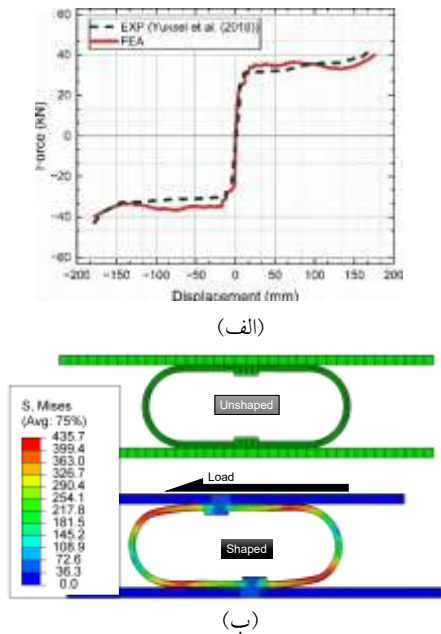 60
40
20
0
−20
−40
−60
Force (kN)
EXP (Yuksel et al. (2018))
FEA
−200 −150 −100 −50 0 50 100 150 200
Displacement (mm)
(الف)
Unshaped
S, Mises
(Avg: 75%)
435.7
399.4
363.0
326.7
290.4
254.1
217.8
181.5
145.2
108.9
72.6
36.3
0.0
Load
Shaped
(ب)